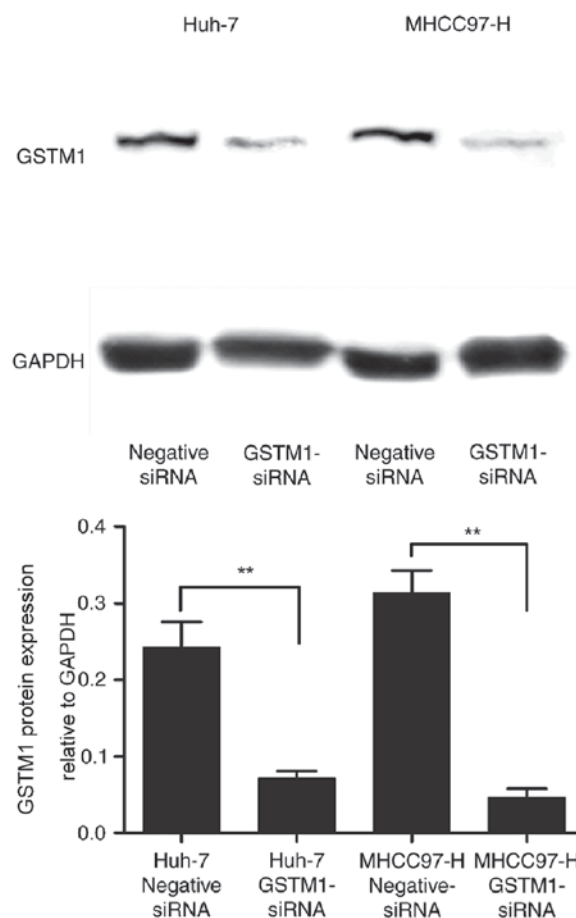 Huh-7 MHCC97-H
GSTM1
GAPDH
Negative GSTM1- Negative GSTM1-
siRNA siRNA siRNA siRNA
GSTM1 protein expression
relative to GAPDH
0.4
0.3
0.2
0.1
0.0
** **
Huh-7 Huh-7 MHCC97-H MHCC97-H
Negative GSTM1- Negative- GSTM1-
siRNA siRNA siRNA siRNA